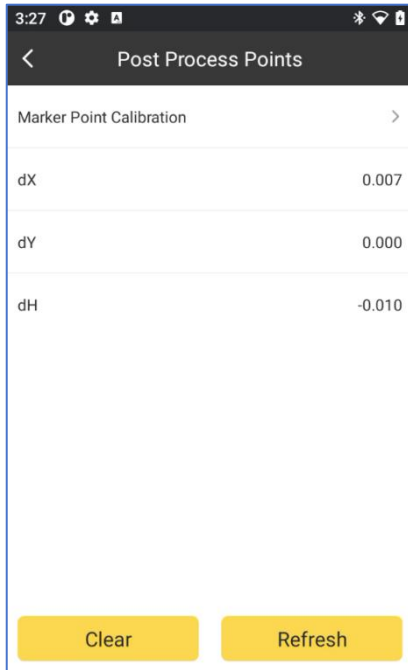 3:27
Post Process Points
Marker Point Calibration
dX 0.007
dY 0.000
dH -0.010
Clear Refresh